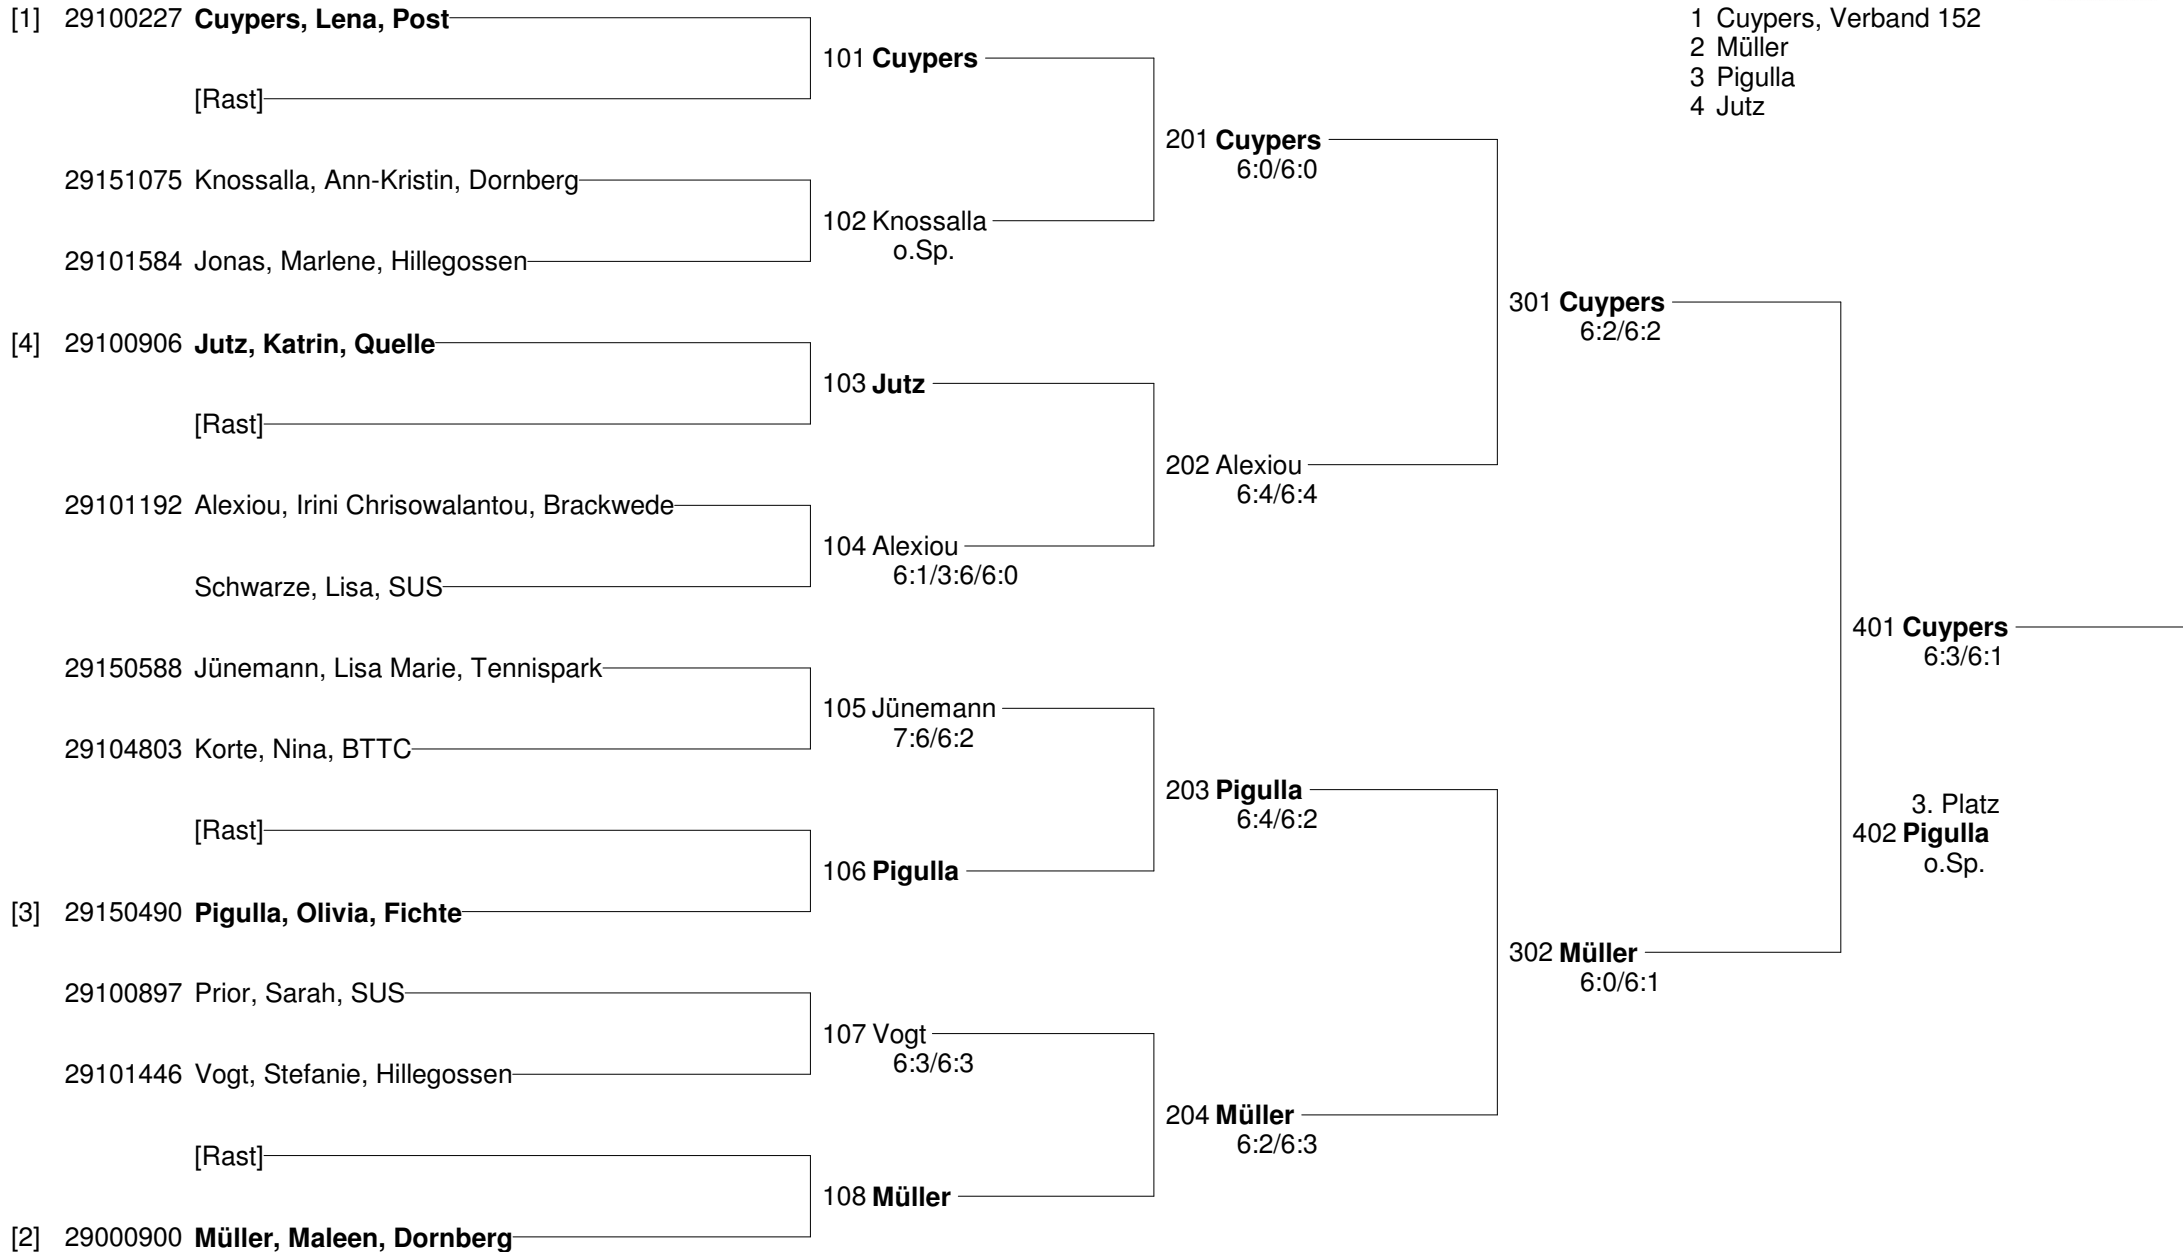 [1] 29100227 Cuypers, Lena, Post
[Rast]
29151075 Knossalla, Ann-Kristin, Dornberg
29101584 Jonas, Marlene, Hillegossen
[4] 29100906 Jutz, Katrin, Quelle
[Rast]
29101192 Alexiou, Irini Chrisowalantou, Brackwede
Schwarze, Lisa, SUS
29150588 Jünemann, Lisa Marie, Tennispark
29104803 Korte, Nina, BTTC
[Rast]
[3] 29150490 Pigulla, Olivia, Fichte
29100897 Prior, Sarah, SUS
29101446 Vogt, Stefanie, Hillegossen
[Rast]
[2] 29000900 Müller, Maleen, Dornberg
101 Cuypers
102 Knossalla
o.Sp.
103 Jutz
104 Alexiou
6:1/3:6/6:0
105 Jünemann
7:6/6:2
106 Pigulla
107 Vogt
6:3/6:3
108 Müller
201 Cuypers
6:0/6:0
202 Alexiou
6:4/6:4
203 Pigulla
6:4/6:2
204 Müller
6:2/6:3
301 Cuypers
6:2/6:2
302 Müller
6:0/6:1
401 Cuypers
6:3/6:1
3. Platz
402 Pigulla
o.Sp.
1 Cuypers, Verband 152
2 Müller
3 Pigulla
4 Jutz